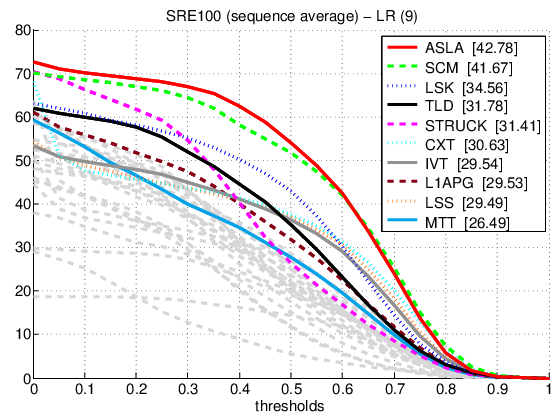 SRE100 (sequence average) – LR (9)
80
70
60
50
40
30
20
10
0
0 0.1 0.2 0.3 0.4 0.5 0.6 0.7 0.8 0.9 1
thresholds
ASLA [42.78]
SCM [41.67]
LSK [34.56]
TLD [31.78]
STRUCK [31.41]
CXT [30.63]
IVT [29.54]
L1APG [29.53]
LSS [29.49]
MTT [26.49]